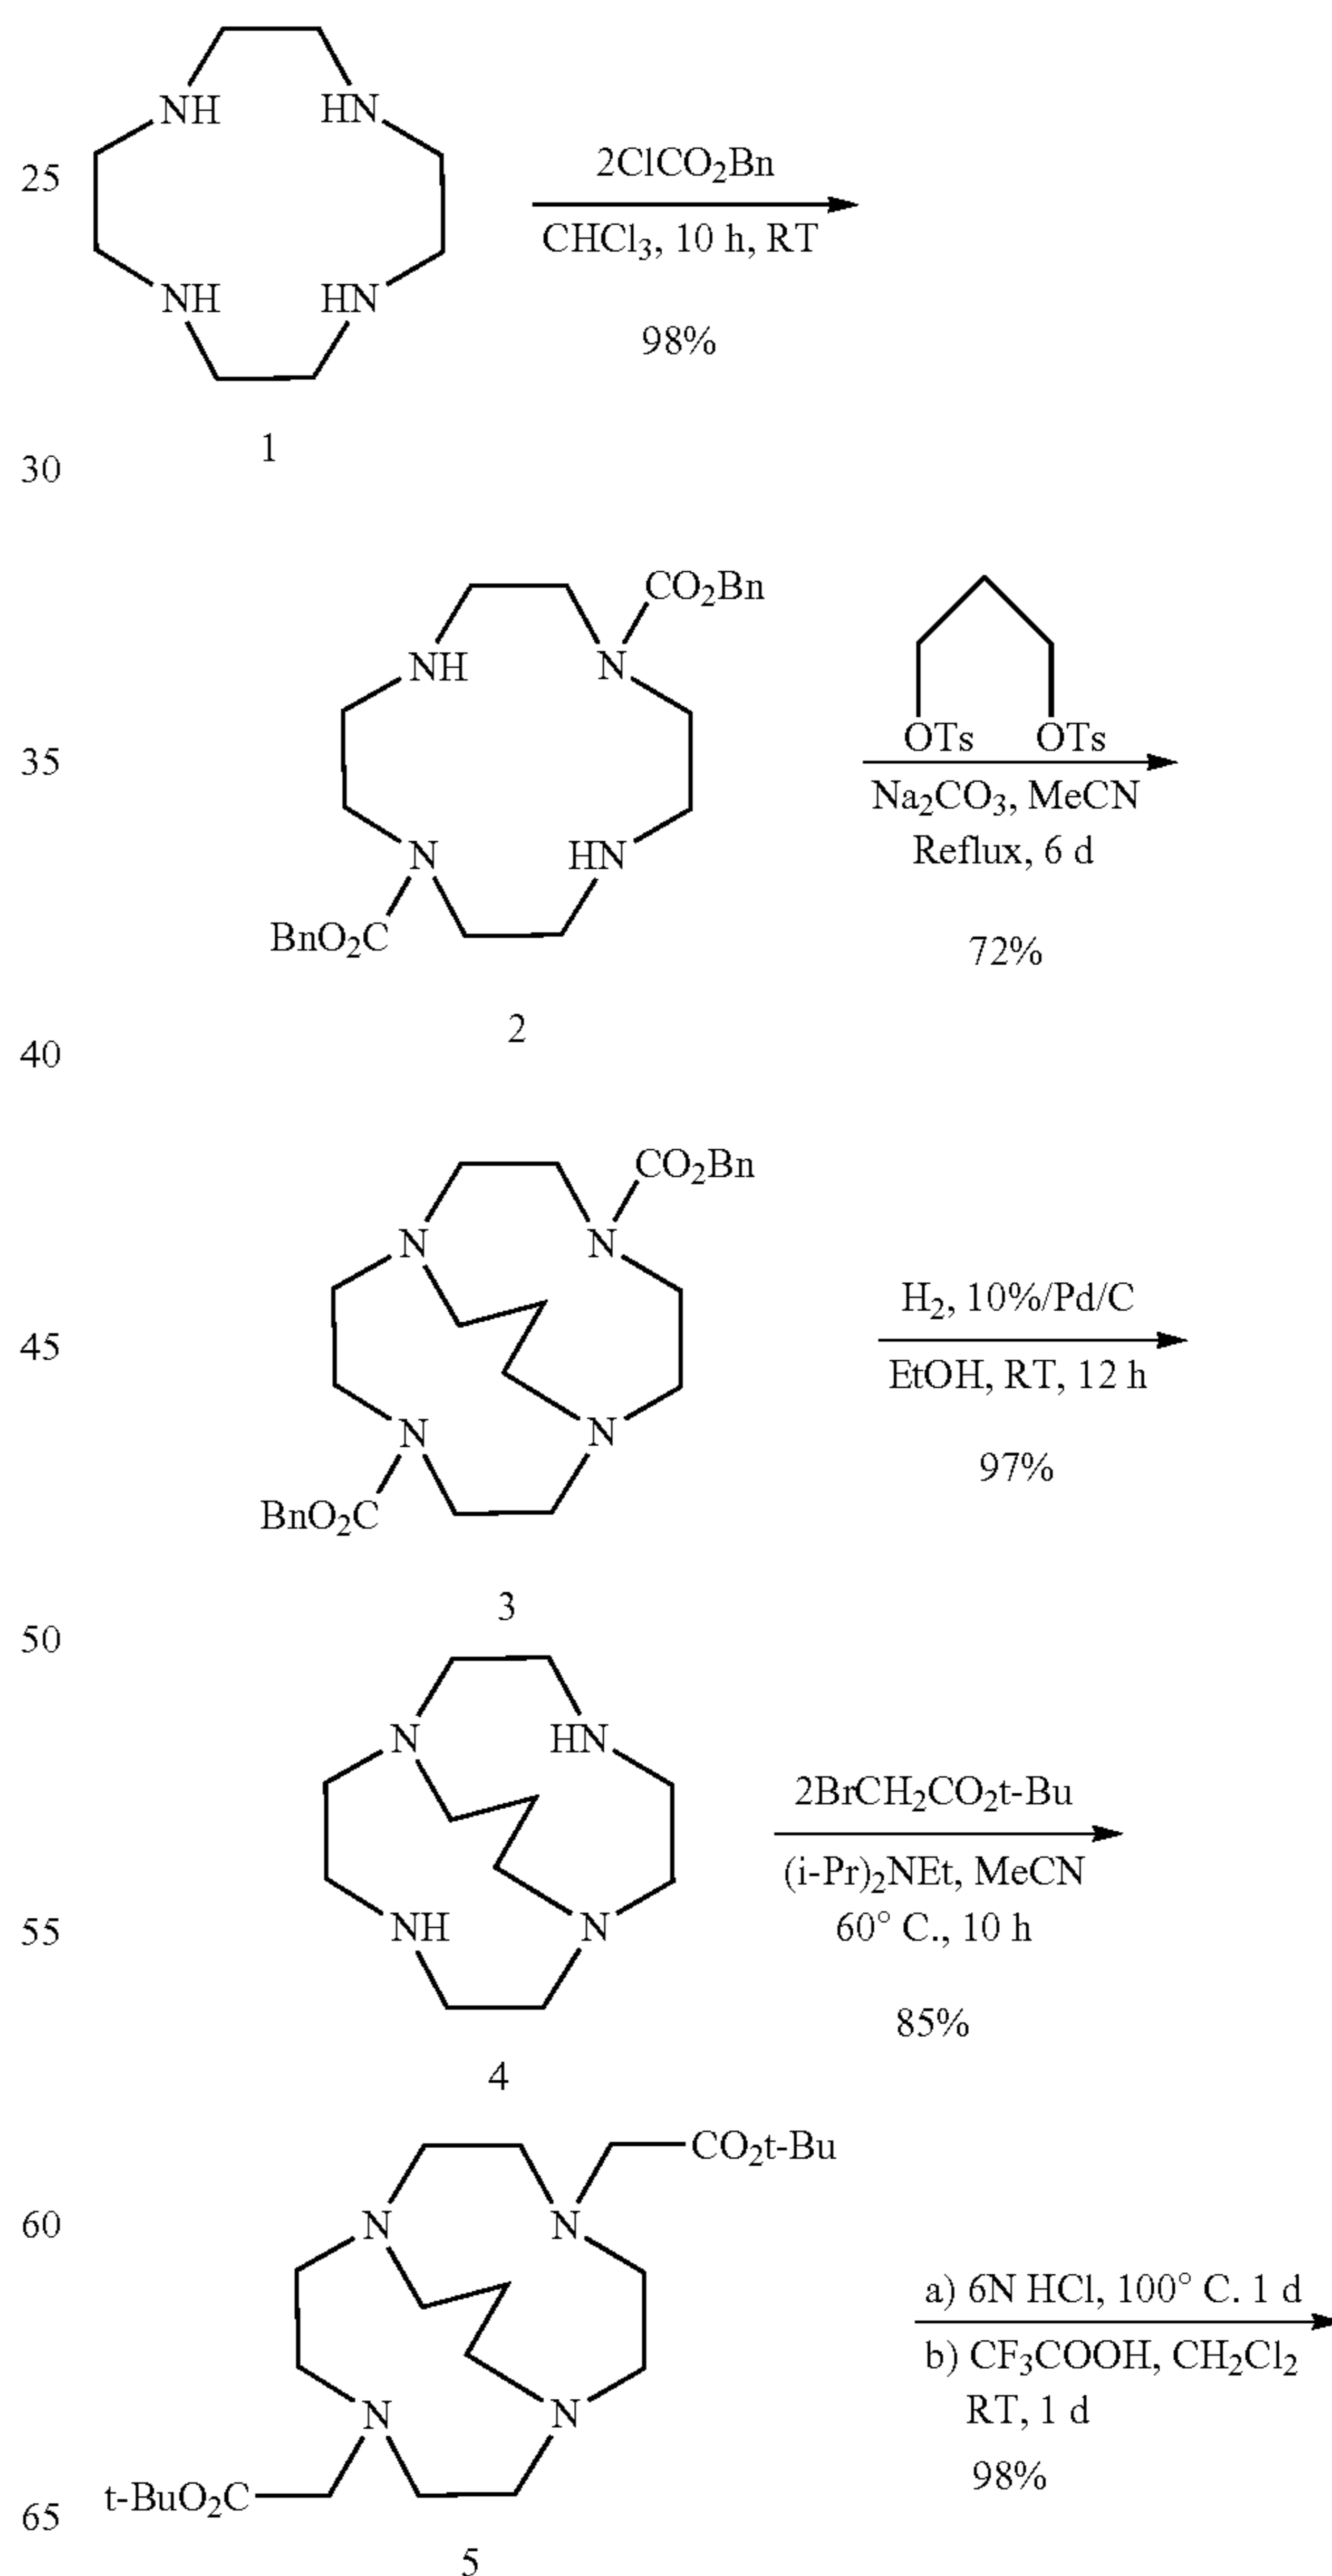 NH HN
25
2ClCO₂Bn
CHCl₃, 10 h, RT
NH HN
98%
1
30
CO₂Bn
NH N
35
OTs OTs
Na₂CO₃, MeCN
Reflux, 6 d
N HN
BnO₂C
72%
2
40
CO₂Bn
N N
45
H₂, 10%/Pd/C
EtOH, RT, 12 h
N N
97%
BnO₂C
3
50
N HN
2BrCH₂CO₂t-Bu
(i-Pr)₂NEt, MeCN
55
NH N
60° C., 10 h
85%
4
CO₂t-Bu
60
N N
a) 6N HCl, 100° C. 1 d
b) CF₃COOH, CH₂Cl₂
RT, 1 d
N N
98%
t-BuO₂C
65
5